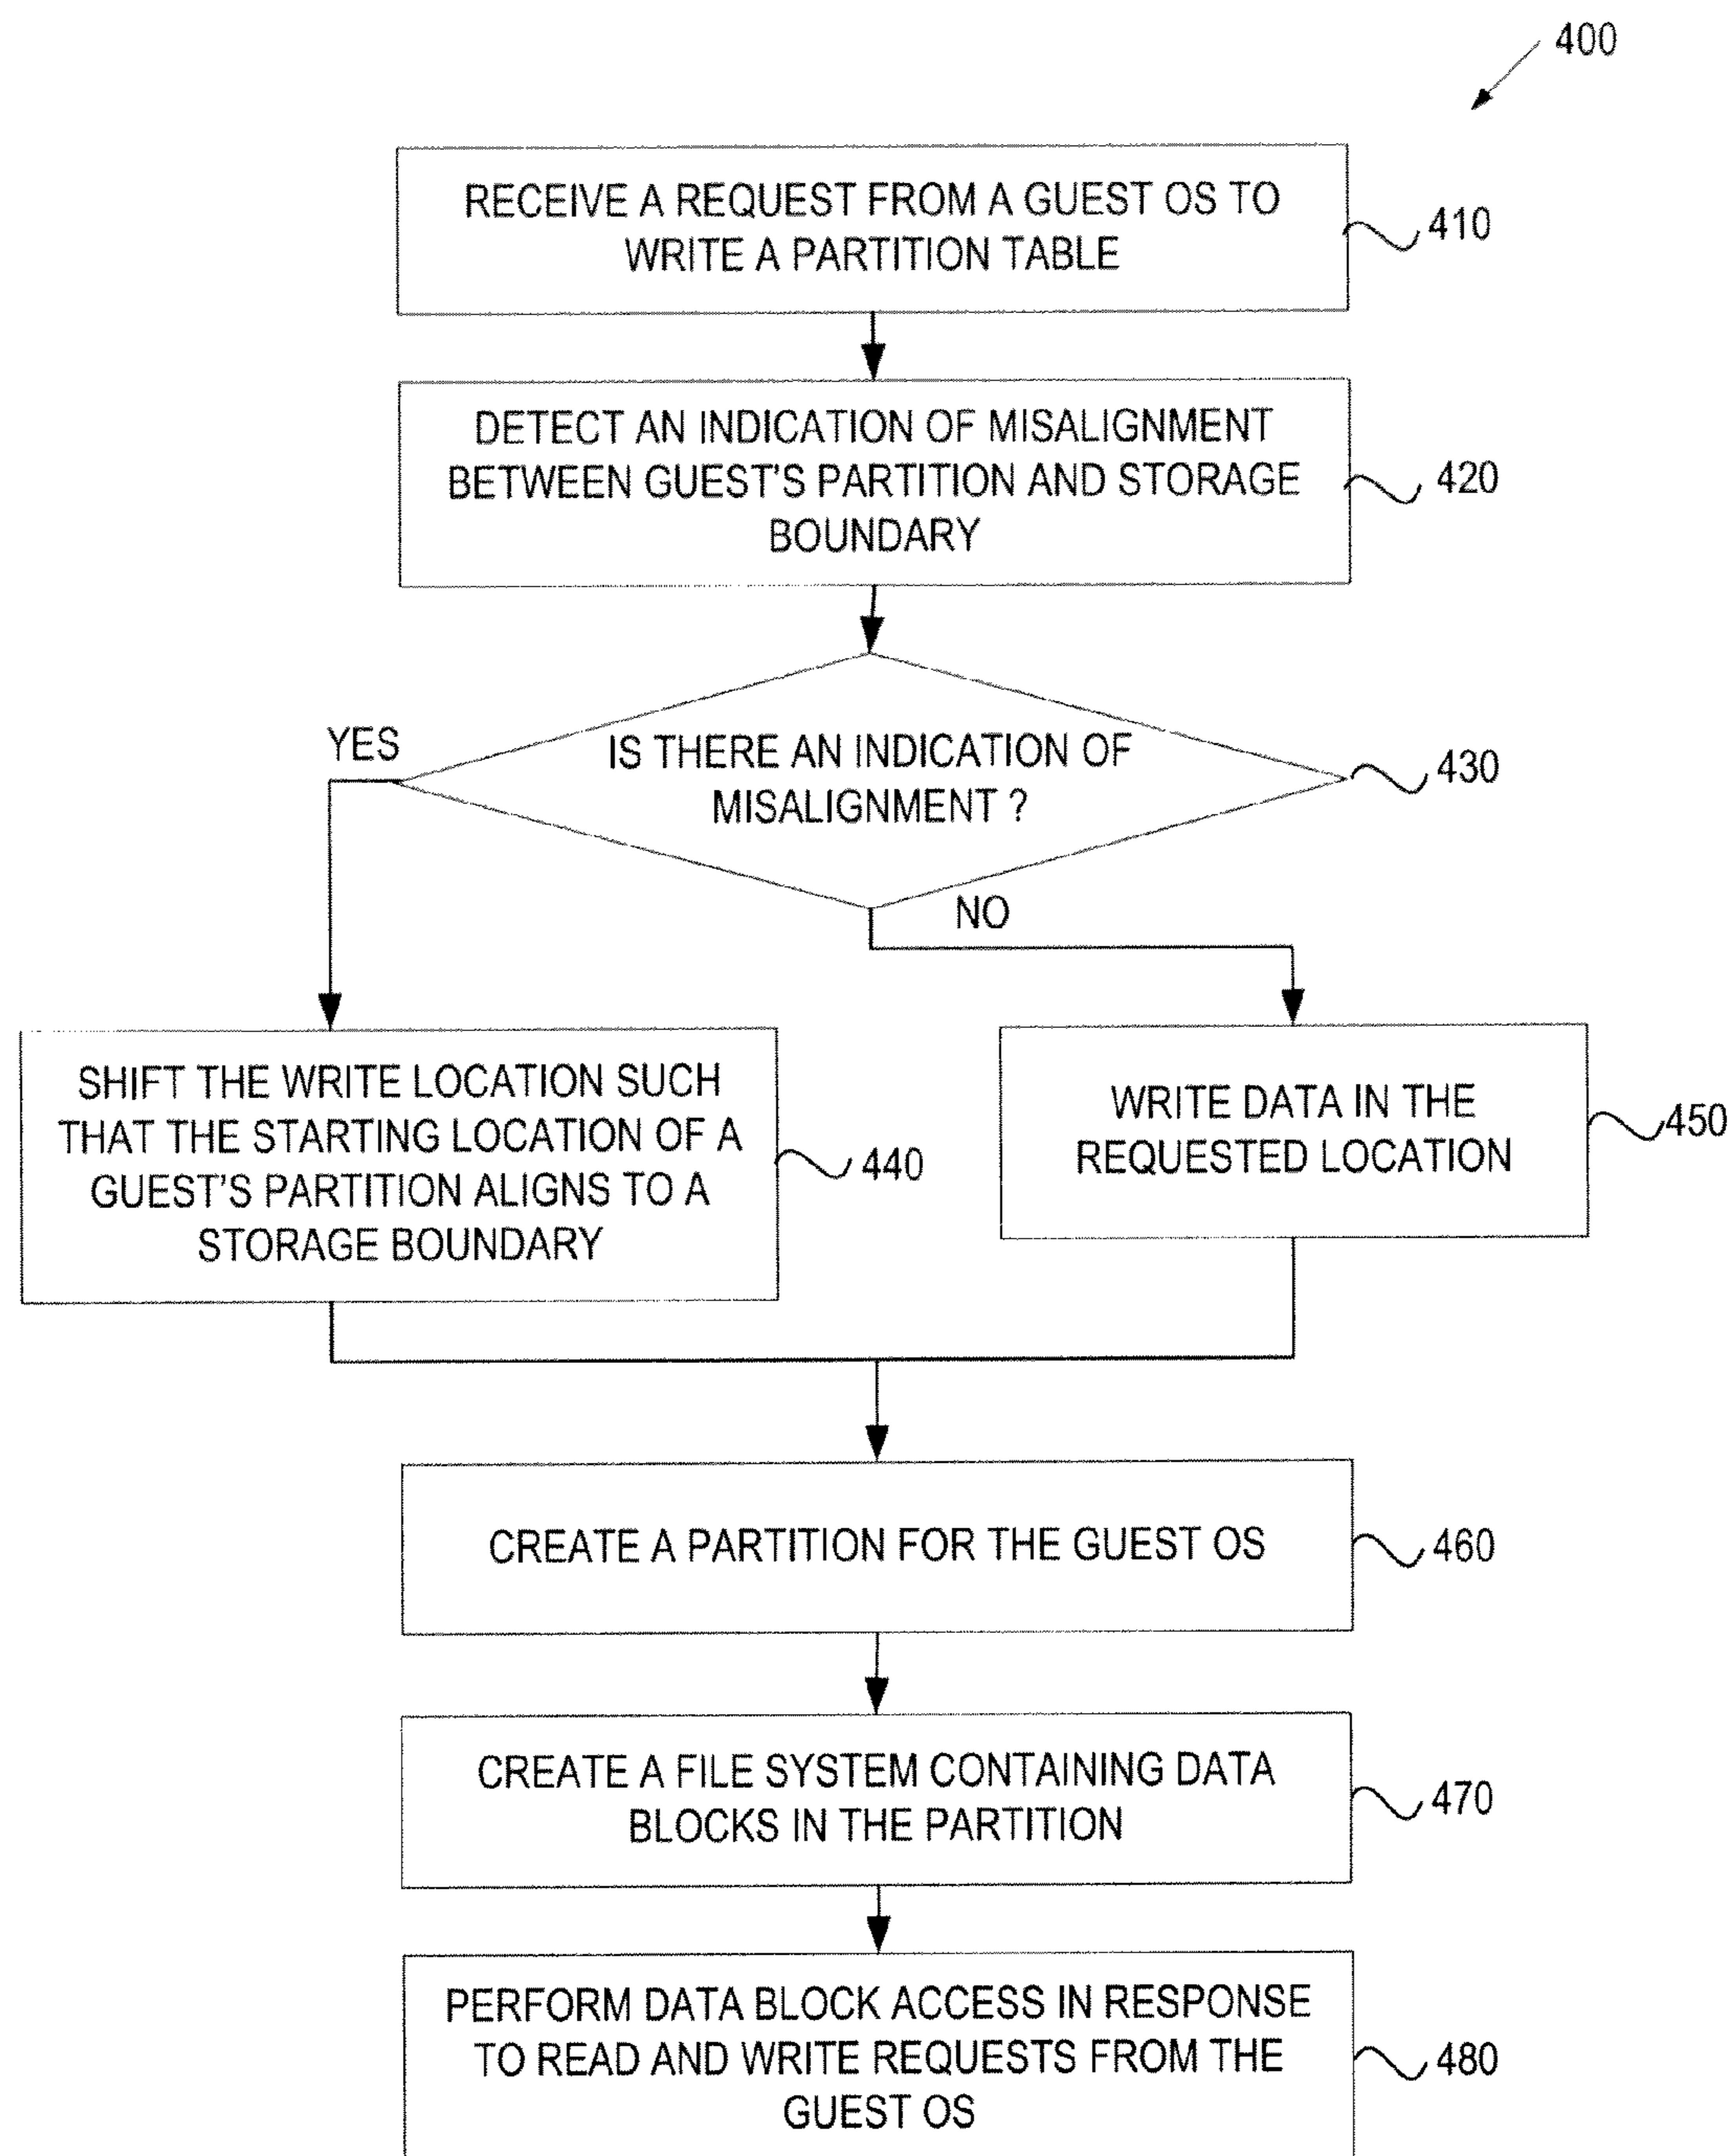 400
RECEIVE A REQUEST FROM A GUEST OS TO
WRITE A PARTITION TABLE
410
DETECT AN INDICATION OF MISALIGNMENT
BETWEEN GUEST'S PARTITION AND STORAGE
BOUNDARY
420
YES
IS THERE AN INDICATION OF
MISALIGNMENT ?
430
NO
SHIFT THE WRITE LOCATION SUCH
THAT THE STARTING LOCATION OF A
GUEST'S PARTITION ALIGNS TO A
STORAGE BOUNDARY
440
WRITE DATA IN THE
REQUESTED LOCATION
450
CREATE A PARTITION FOR THE GUEST OS
460
CREATE A FILE SYSTEM CONTAINING DATA
BLOCKS IN THE PARTITION
470
PERFORM DATA BLOCK ACCESS IN RESPONSE
TO READ AND WRITE REQUESTS FROM THE
GUEST OS
480